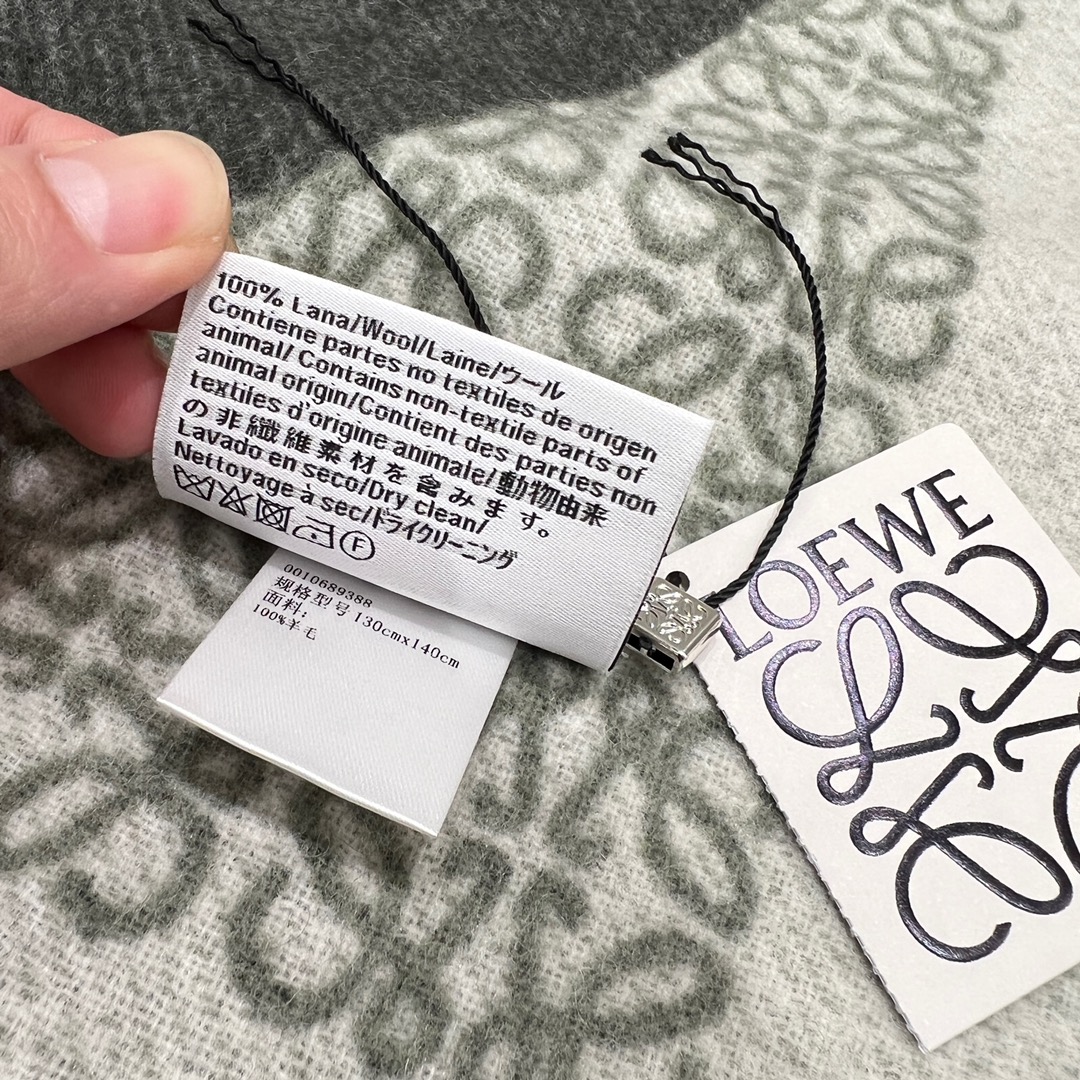 100% Lana/Wool/Laine/ウール
Contiene partes no textiles de origen
animal/ Contains non-textile parts of
animal origin/Contient des parties non
textiles d'origine animale/動物由来
の非繊維素材を含みます。
Lavado en seco/Dry clean/
Nettoyage à sec/ドライクリーニング
F
0010689388
规格型号 130cmx140cm
面料:
100%羊毛
LOEWE